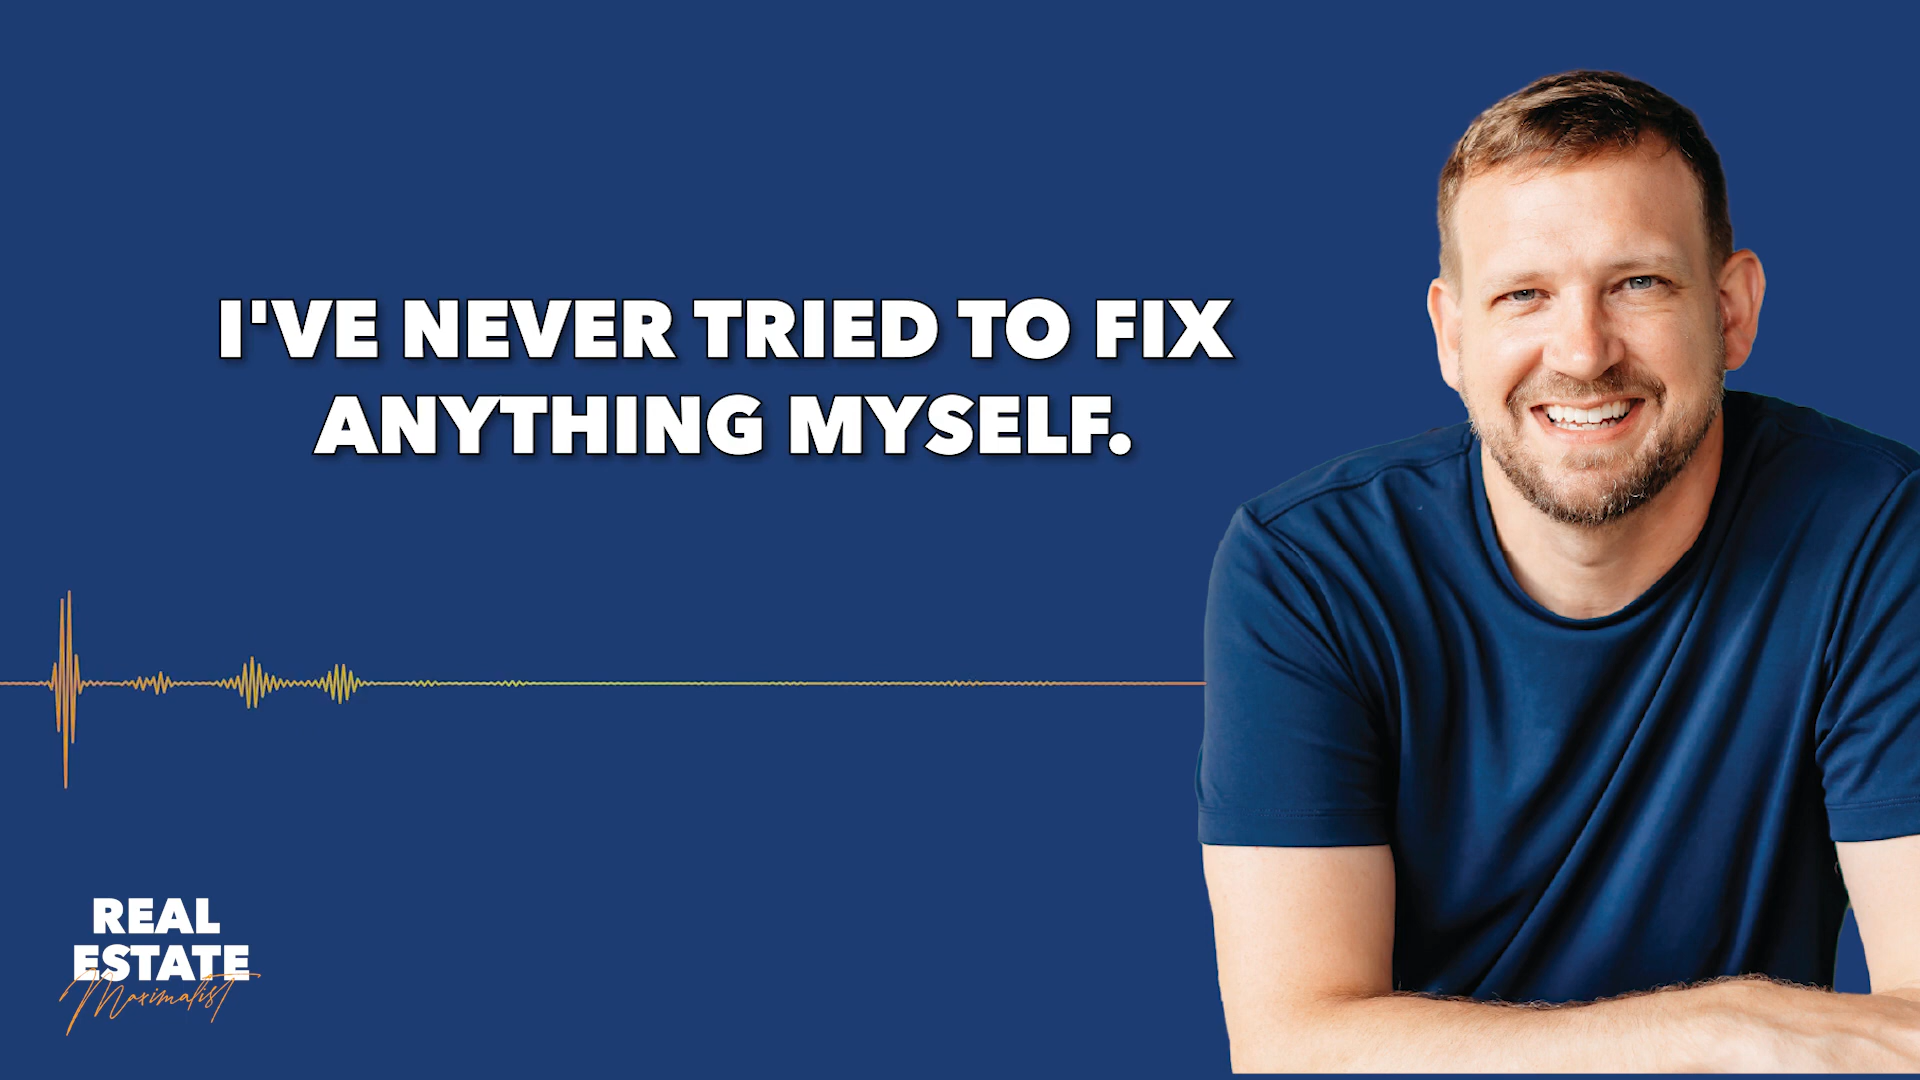 I'VE NEVER TRIED TO FIX
ANYTHING MYSELF.
REAL
ESTATE
Maximalist